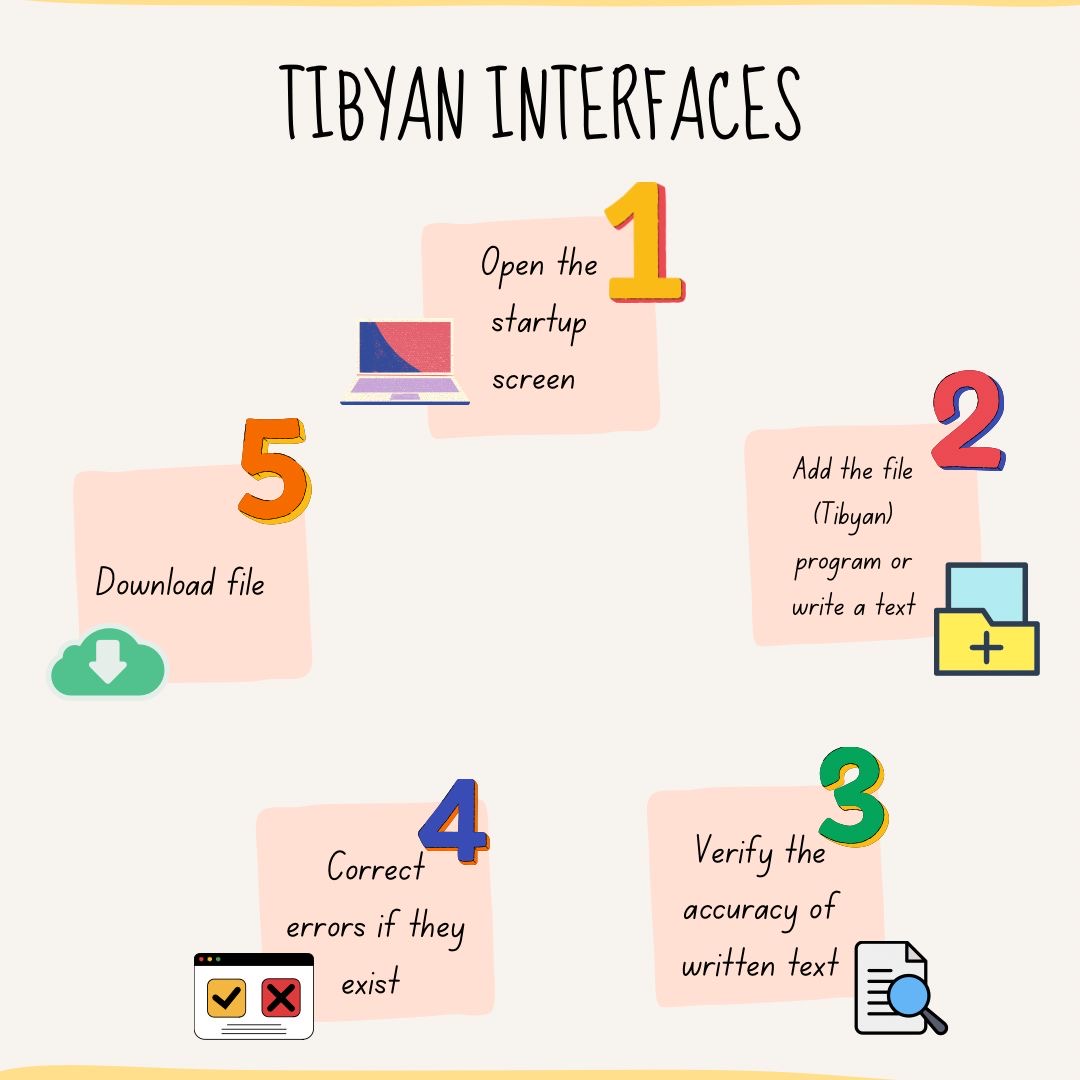 TIBYAN INTERFACES
1
Open the
startup
screen
2
Add the file
(Tibyan)
program or
write a text
3
Verify the
accuracy of
written text
4
Correct
errors if they
exist
5
Download file